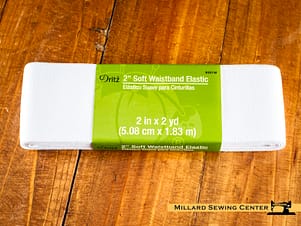 Dritz
2" Soft Waistband Elastic
Elástico Suave para Cinturillas
2 in x 2 yd
(5.08 cm x 1.83 m)
2" Soft Waistband Elastic
MILLARD SEWING CENTER